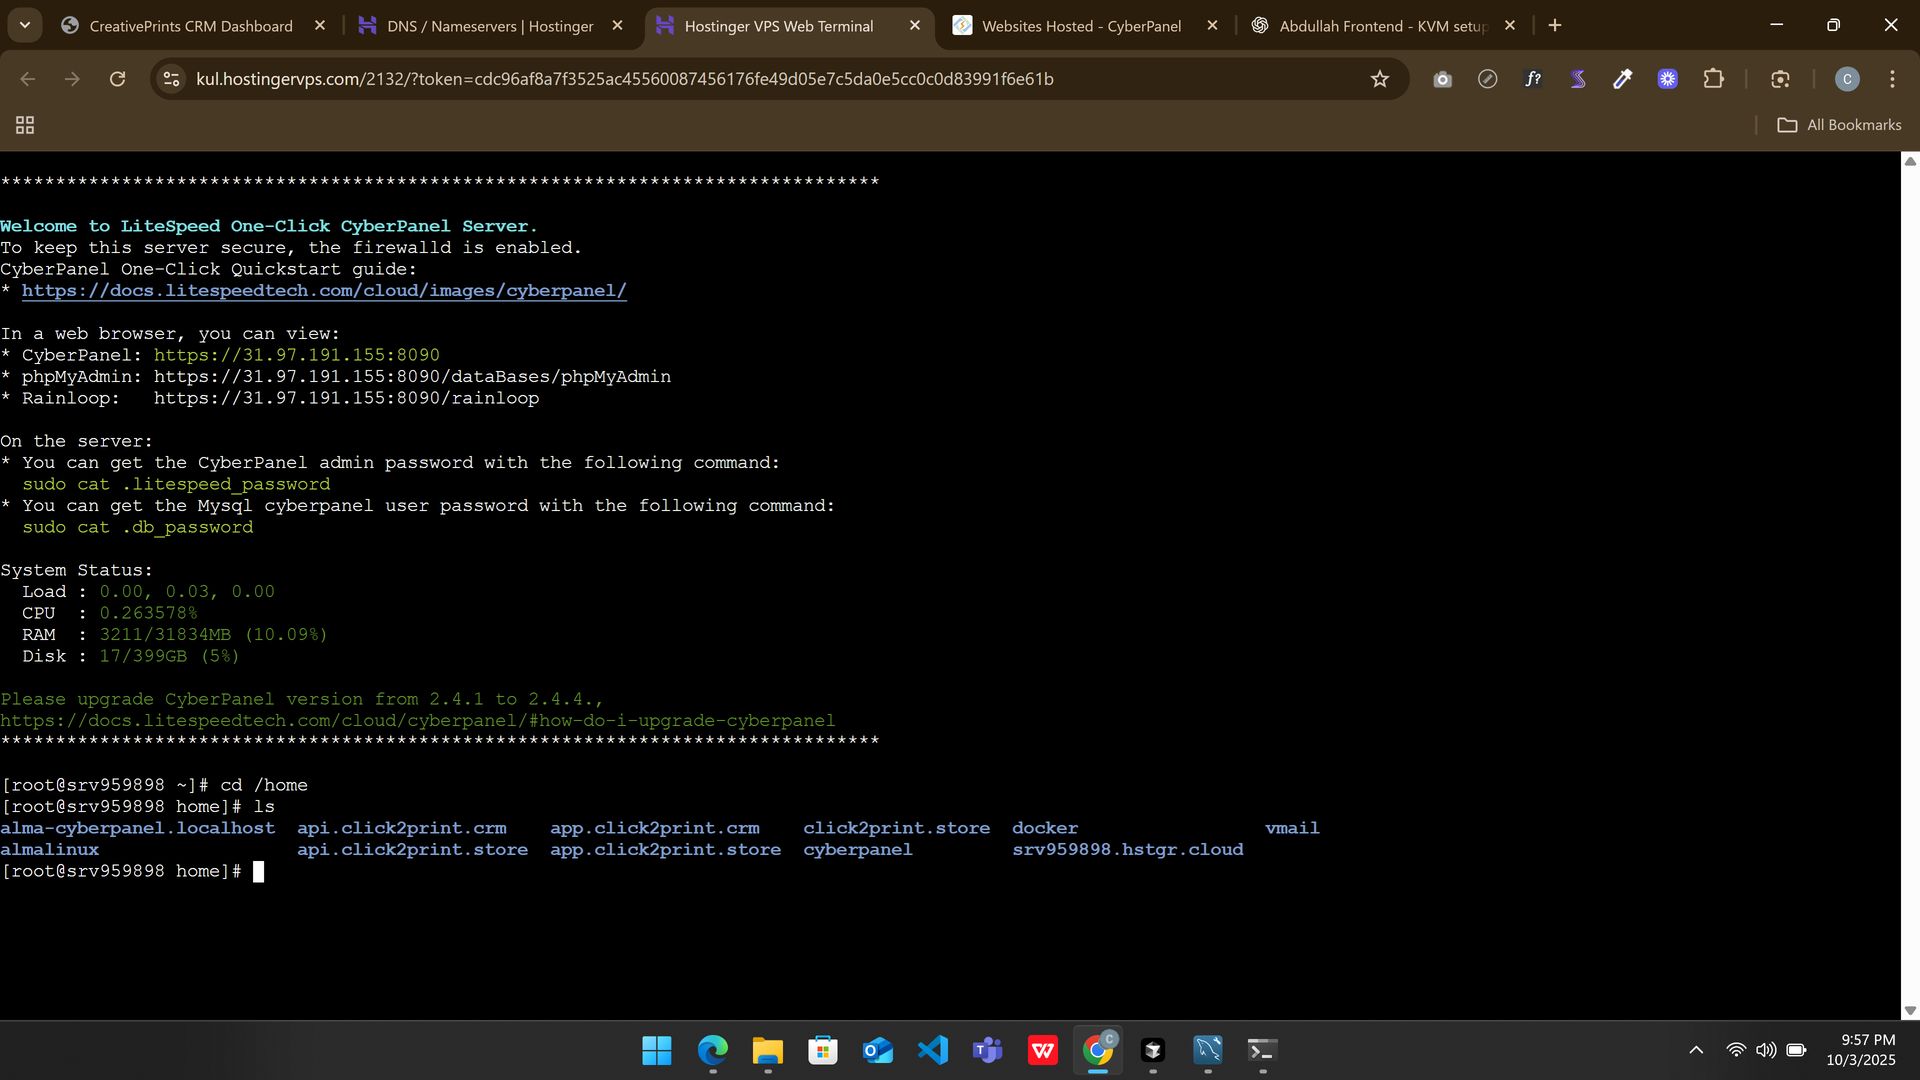 CreativePrints CRM Dashboard
DNS / Nameservers | Hostinger
Hostinger VPS Web Terminal
Websites Hosted - CyberPanel
Abdullah Frontend - KVM setup
kul.hostingervps.com/2132/?token=cdc96af8a7f3525ac45560087456176fe49d05e7c5da0e5cc0c0d83991f6e61b
f?
C
All Bookmarks
********************************************************************************
Welcome to LiteSpeed One-Click CyberPanel Server.
To keep this server secure, the firewalld is enabled.
CyberPanel One-Click Quickstart guide:
* https://docs.litespeedtech.com/cloud/images/cyberpanel/
In a web browser, you can view:
* CyberPanel: https://31.97.191.155:8090
* phpMyAdmin: https://31.97.191.155:8090/dataBases/phpMyAdmin
* Rainloop:   https://31.97.191.155:8090/rainloop
On the server:
* You can get the CyberPanel admin password with the following command:
sudo cat .litespeed_password
* You can get the Mysql cyberpanel user password with the following command:
sudo cat .db_password
System Status:
Load : 0.00, 0.03, 0.00
CPU  : 0.263578%
RAM  : 3211/31834MB (10.09%)
Disk : 17/399GB (5%)
Please upgrade CyberPanel version from 2.4.1 to 2.4.4.,
https://docs.litespeedtech.com/cloud/cyberpanel/#how-do-i-upgrade-cyberpanel
********************************************************************************
[root@srv959898 ~]# cd /home
[root@srv959898 home]# ls
alma-cyberpanel.localhost  api.click2print.crm    app.click2print.crm    click2print.store  docker                 vmail
almalinux                  api.click2print.store  app.click2print.store  cyberpanel         srv959898.hstgr.cloud
[root@srv959898 home]#
9:57 PM
10/3/2025